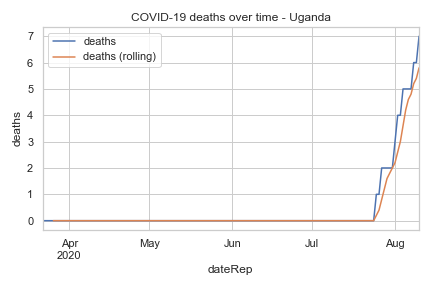 COVID-19 deaths over time - Uganda
deaths
deaths (rolling)
7
6
5
4
3
2
1
0
deaths
Apr May Jun Jul Aug
2020
dateRep